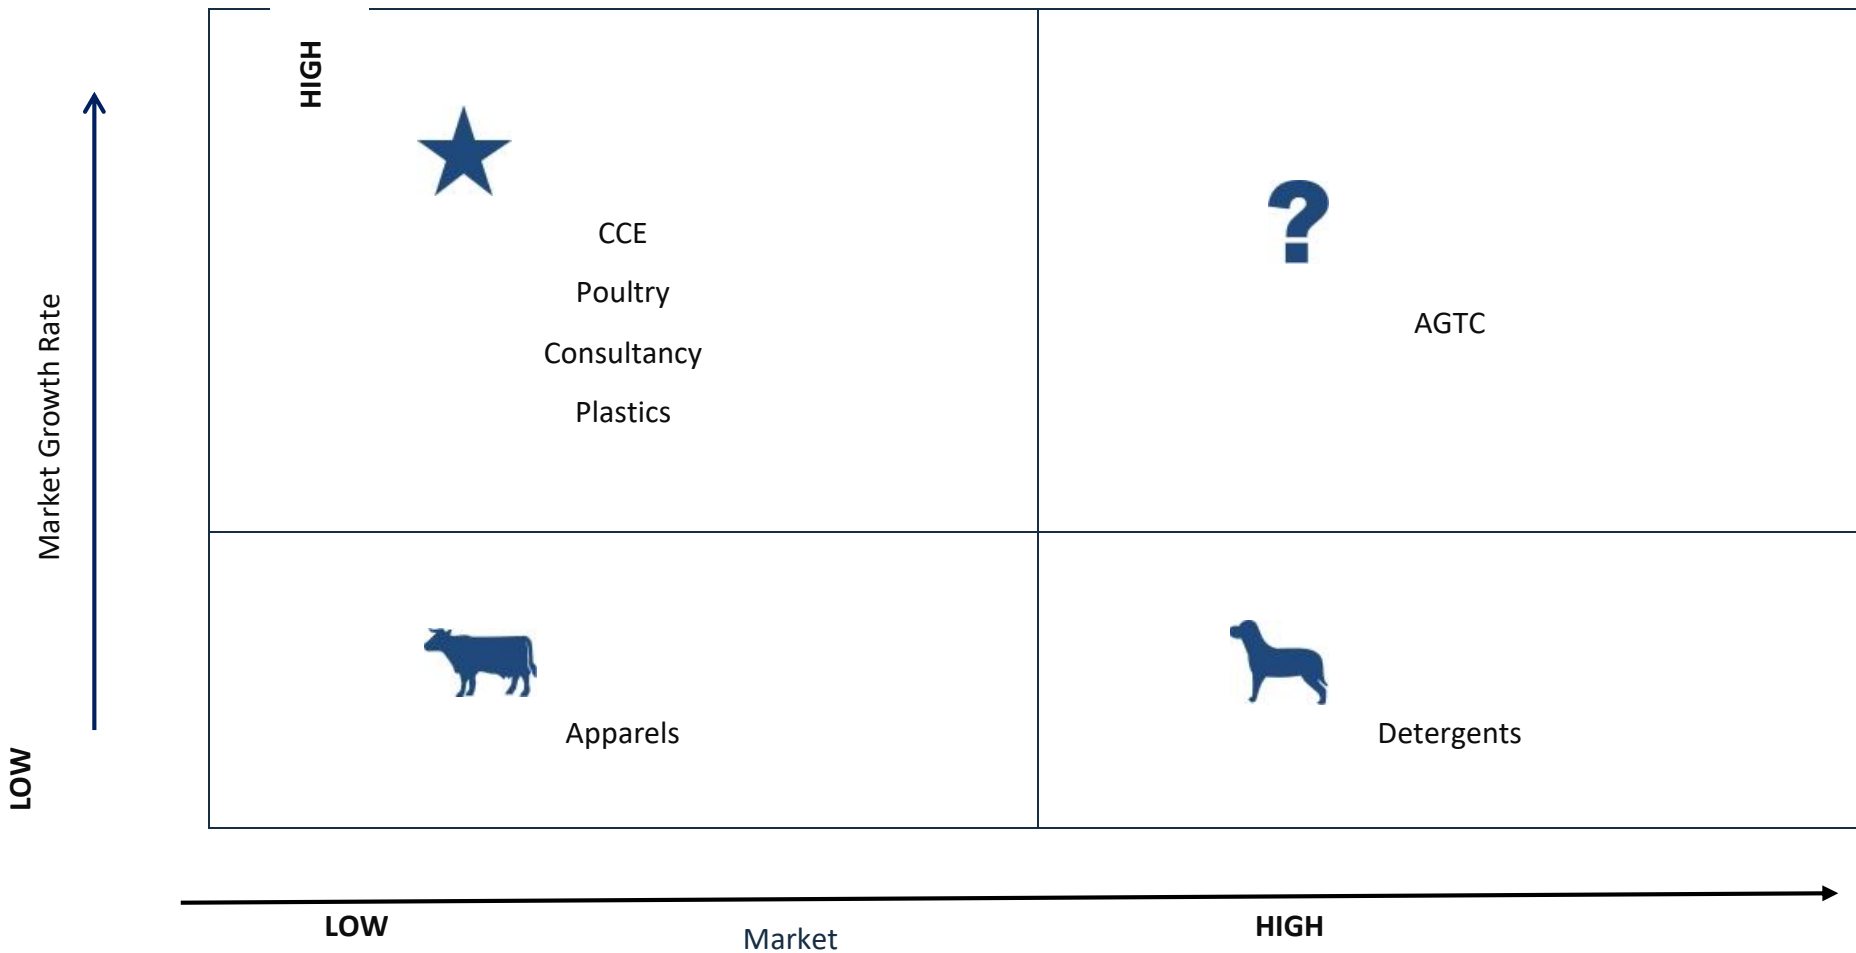 HIGH
CCE
Poultry
Consultancy
Plastics
?
AGTC
Market Growth Rate
LOW
Apparels
Detergents
LOW
HIGH
Market